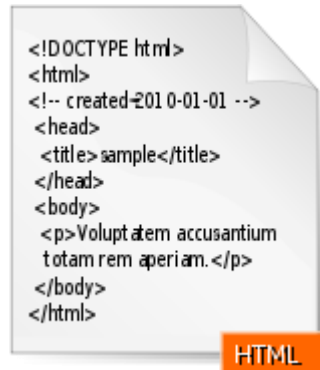 <!DOCTYPE html>
<html>
<!-- created 2010-01-01 -->
<head>
<title>sample</title>
</head>
<body>
<p>Voluptatem accusantium
totam rem aperiam.</p>
</body>
</html>
HTML